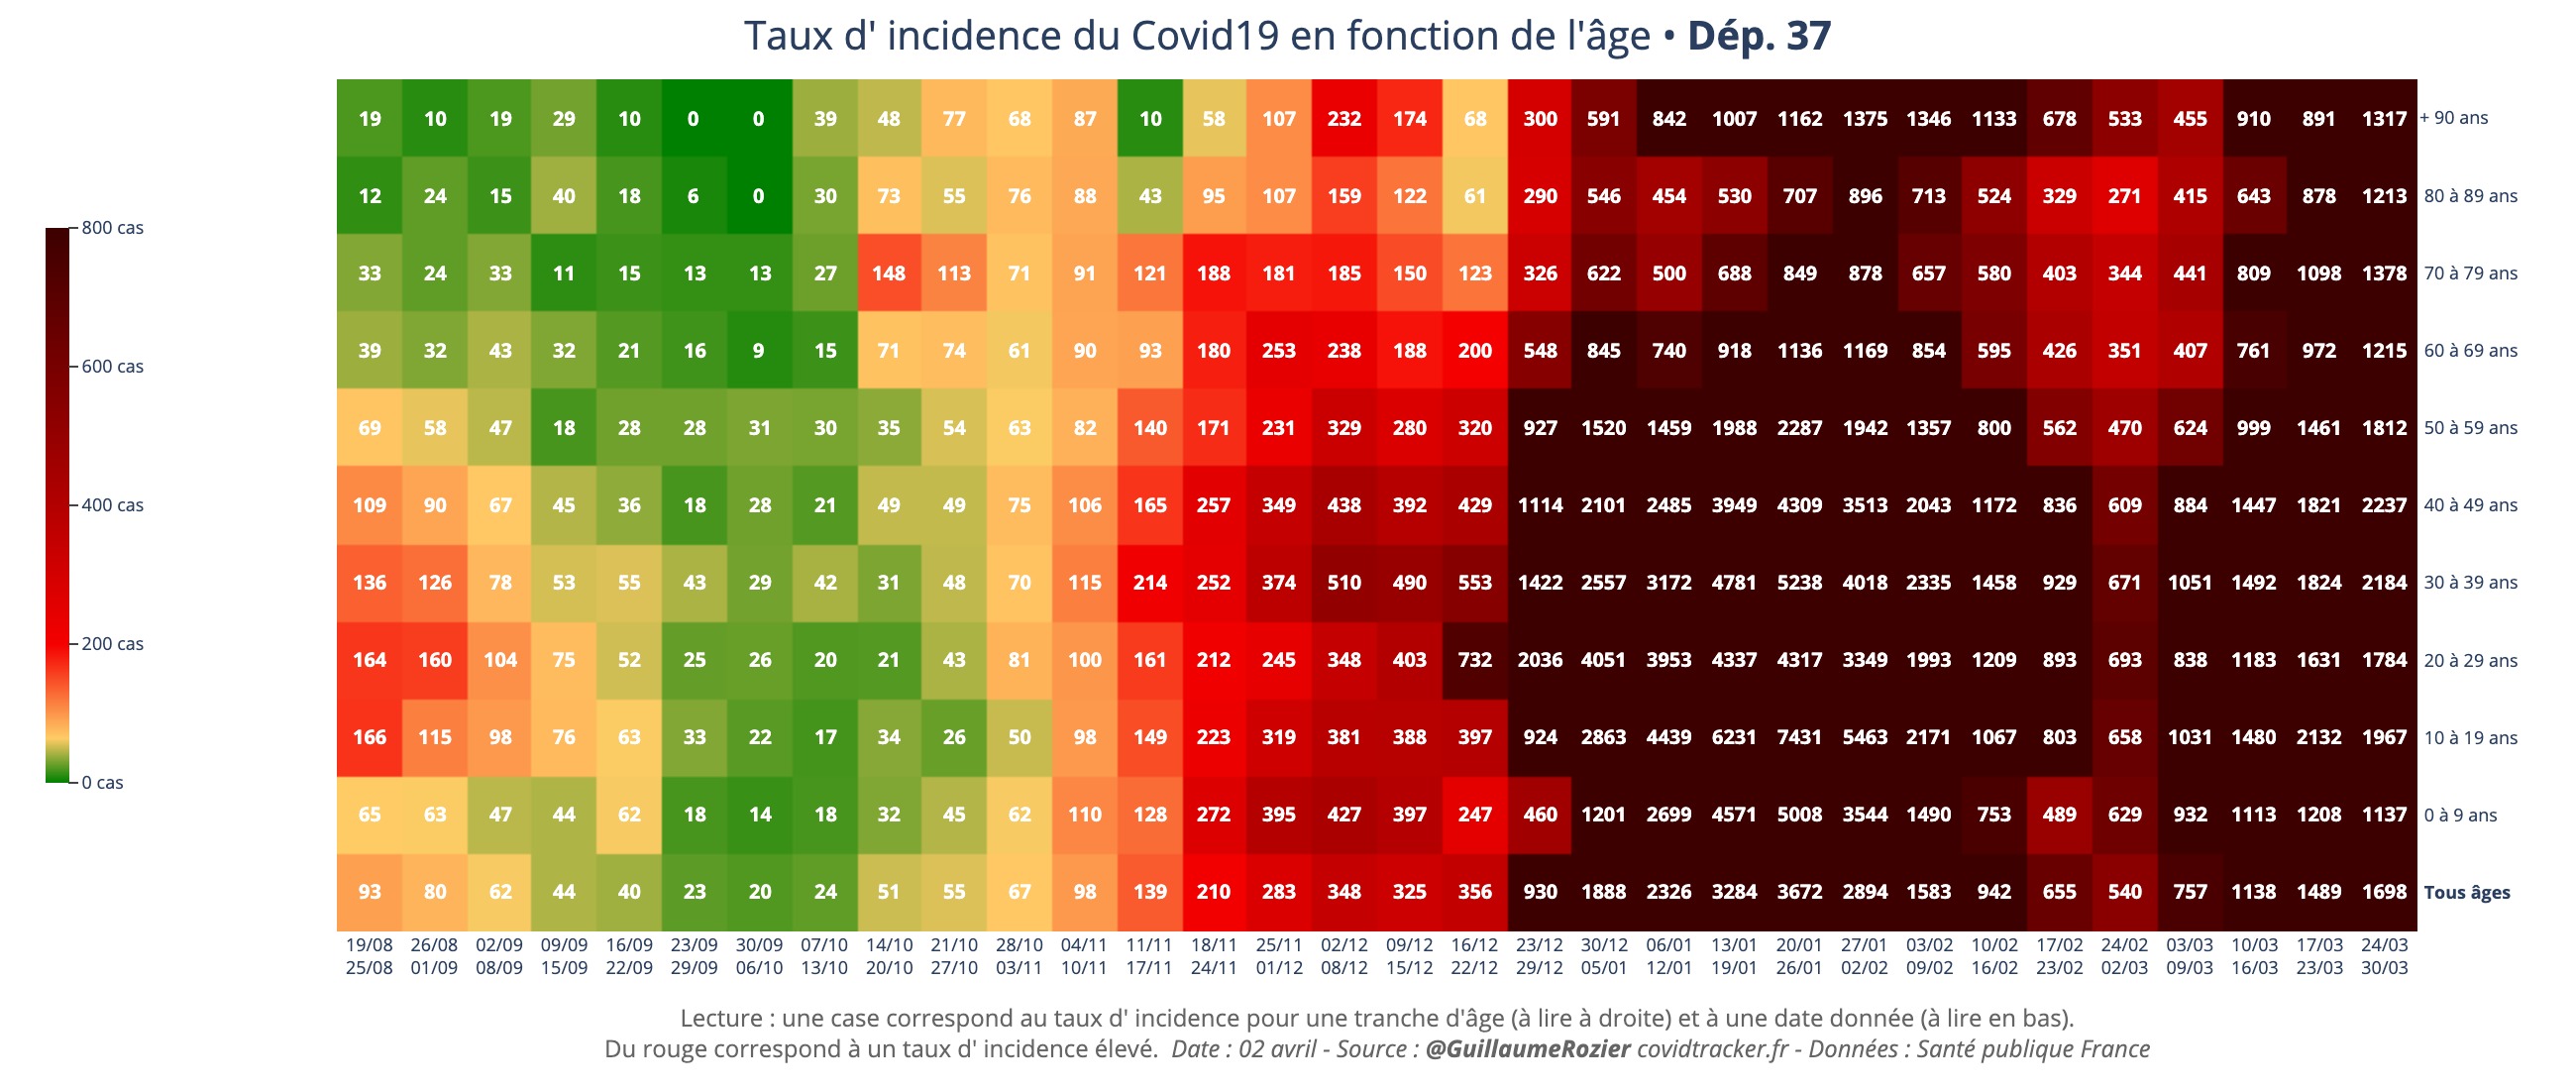 Taux d' incidence du Covid19 en fonction de l'âge • Dép. 37
800 cas
600 cas
400 cas
200 cas
0 cas
19 10 19 29 10 0 0 39 48 77 68 87 10 58 107 232 174 68 300 591 842 1007 1162 1375 1346 1133 678 533 455 910 891 1317 + 90 ans
12 24 15 40 18 6 0 30 73 55 76 88 43 95 107 159 122 61 290 546 454 530 707 896 713 524 329 271 415 643 878 1213 80 à 89 ans
33 24 33 11 15 13 13 27 148 113 71 91 121 188 181 185 150 123 326 622 500 688 849 878 657 580 403 344 441 809 1098 1378 70 à 79 ans
39 32 43 32 21 16 9 15 71 74 61 90 93 180 253 238 188 200 548 845 740 918 1136 1169 854 595 426 351 407 761 972 1215 60 à 69 ans
69 58 47 18 28 28 31 30 35 54 63 82 140 171 231 329 280 320 927 1520 1459 1988 2287 1942 1357 800 562 470 624 999 1461 1812 50 à 59 ans
109 90 67 45 36 18 28 21 49 49 75 106 165 257 349 438 392 429 1114 2101 2485 3949 4309 3513 2043 1172 836 609 884 1447 1821 2237 40 à 49 ans
136 126 78 53 55 43 29 42 31 48 70 115 214 252 374 510 490 553 1422 2557 3172 4781 5238 4018 2335 1458 929 671 1051 1492 1824 2184 30 à 39 ans
164 160 104 75 52 25 26 20 21 43 81 100 161 212 245 348 403 732 2036 4051 3953 4337 4317 3349 1993 1209 893 693 838 1183 1631 1784 20 à 29 ans
166 115 98 76 63 33 22 17 34 26 50 98 149 223 319 381 388 397 924 2863 4439 6231 7431 5463 2171 1067 803 658 1031 1480 2132 1967 10 à 19 ans
65 63 47 44 62 18 14 18 32 45 62 110 128 272 395 427 397 247 460 1201 2699 4571 5008 3544 1490 753 489 629 932 1113 1208 1137 0 à 9 ans
93 80 62 44 40 23 20 24 51 55 67 98 139 210 283 348 325 356 930 1888 2326 3284 3672 2894 1583 942 655 540 757 1138 1489 1698 Tous âges
19/08 26/08 02/09 09/09 16/09 23/09 30/09 07/10 14/10 21/10 28/10 04/11 11/11 18/11 25/11 02/12 09/12 16/12 23/12 30/12 06/01 13/01 20/01 27/01 03/02 10/02 17/02 24/02 03/03 10/03 17/03 24/03
25/08 01/09 08/09 15/09 22/09 29/09 06/10 13/10 20/10 27/10 03/11 10/11 17/11 24/11 01/12 08/12 15/12 22/12 29/12 05/01 12/01 19/01 26/01 02/02 09/02 16/02 23/02 02/03 09/03 16/03 23/03 30/03
Lecture : une case correspond au taux d' incidence pour une tranche d'âge (à lire à droite) et à une date donnée (à lire en bas).
Du rouge correspond à un taux d' incidence élevé. Date : 02 avril - Source : @GuillaumeRozier covidtracker.fr - Données : Santé publique France